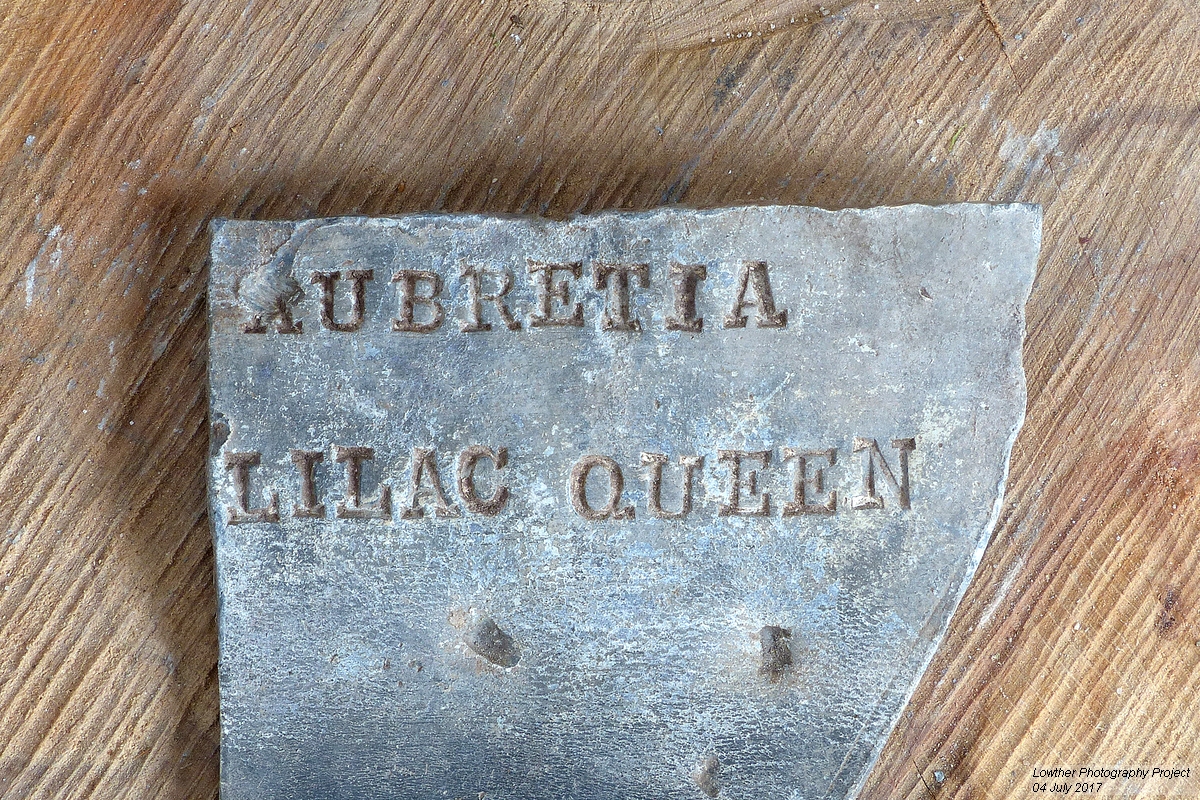 AUBRETIA
LILAC QUEEN
Lowther Photography Project
04 July 2017